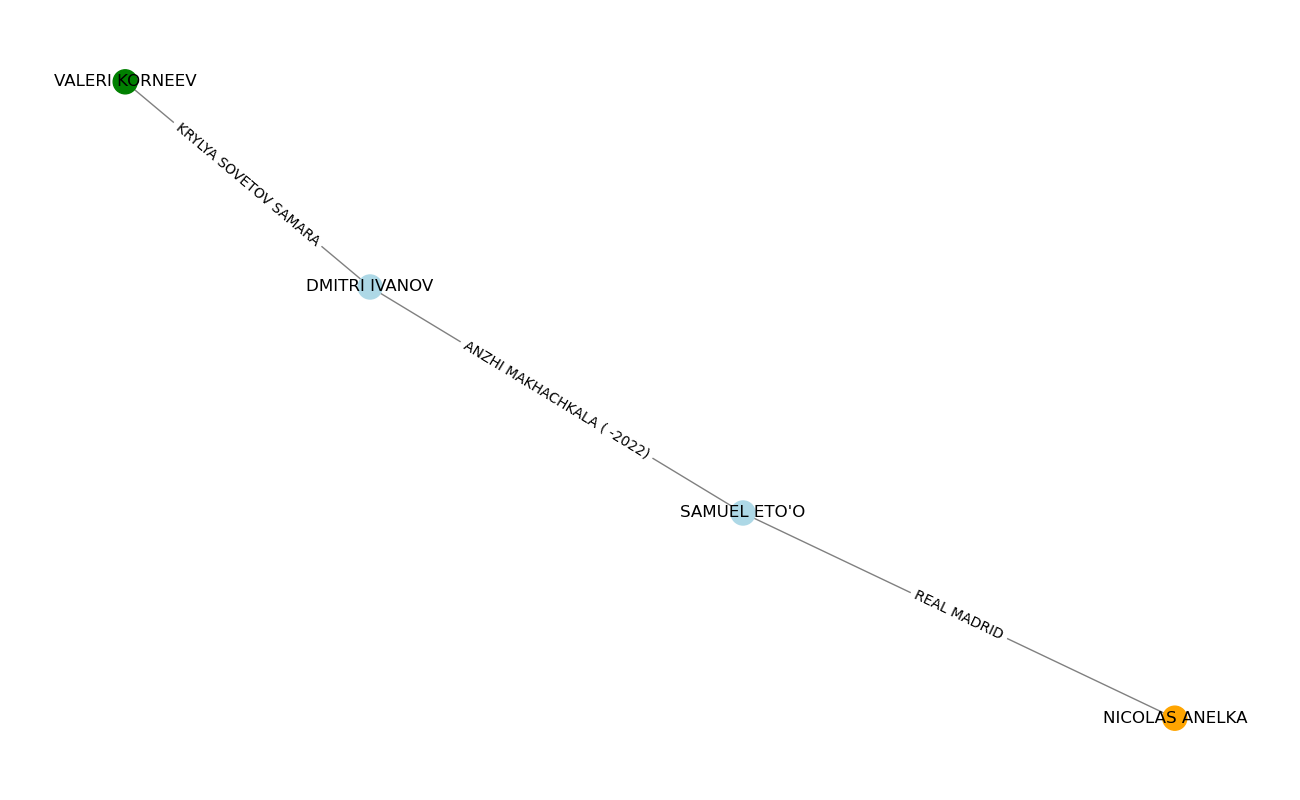 VALERI KORNEEV
KRYLYA SOVETOV SAMARA
DMITRI IVANOV
ANZHI MAKHACHKALA ( -2022)
SAMUEL ETO'O
REAL MADRID
NICOLAS ANELKA